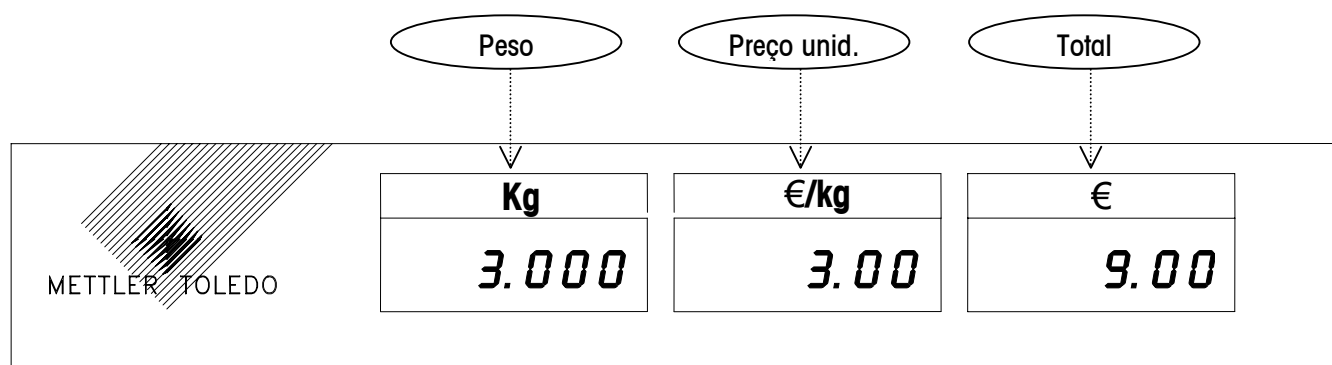 Peso Preço unid. Total
Kg €/kg €
3.000 3.00 9.00
METTLER TOLEDO